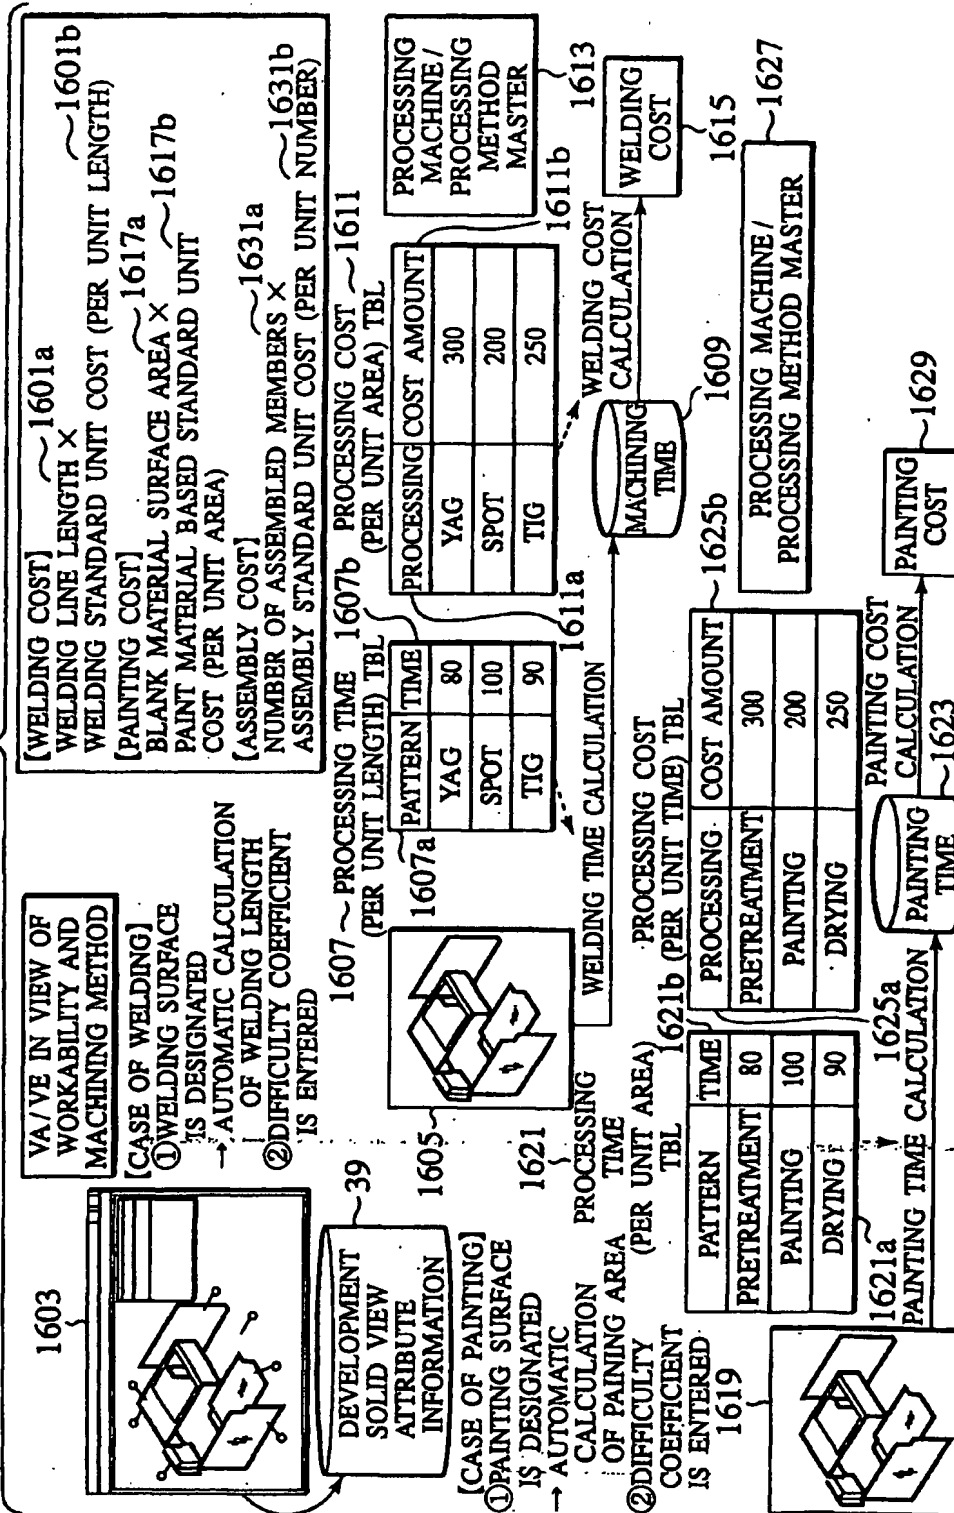 1603
VA/VE IN VIEW OF
WORKABILITY AND
MACHINING METHOD
[WELDING COST] 1601a
WELDING LINE LENGTH ×
WELDING STANDARD UNIT COST (PER UNIT LENGTH) 1601b
[PAINTING COST] 1617a
BLANK MATERIAL SURFACE AREA ×
PAINT MATERIAL BASED STANDARD UNIT 1617b
COST (PER UNIT AREA)
[ASSEMBLY COST] 1631a
NUMBER OF ASSEMBLED MEMBERS ×
ASSEMBLY STANDARD UNIT COST (PER UNIT NUMBER) 1631b
[CASE OF WELDING]
①WELDING SURFACE
IS DESIGNATED
→ AUTOMATIC CALCULATION
OF WELDING LENGTH
②DIFFICULTY COEFFICIENT
IS ENTERED
39
DEVELOPMENT
SOLID VIEW
ATTRIBUTE
INFORMATION
1605
1607 PROCESSING TIME
(PER UNIT LENGTH) TBL
1607a
1607b
PATTERN TIME
YAG 80
SPOT 100
TIG 90
PROCESSING COST 1611
(PER UNIT AREA) TBL
PROCESSING COST AMOUNT
YAG 300
SPOT 200
TIG 250
1611a
1611b
PROCESSING
MACHINE/
PROCESSING
METHOD
MASTER
1613
WELDING TIME CALCULATION
MACHINING
TIME
1609
WELDING COST
CALCULATION
WELDING
COST
1615
[CASE OF PAINTING]
①PAINTING SURFACE
IS DESIGNATED
→ AUTOMATIC
CALCULATION
OF PAINING AREA
②DIFFICULTY
COEFFICIENT
IS ENTERED
1619
1621
PROCESSING
TIME
(PER UNIT AREA)
TBL
1621b
PATTERN TIME
PRETREATMENT 80
PAINTING 100
DRYING 90
1621a
PROCESSING COST
(PER UNIT TIME) TBL
PROCESSING COST AMOUNT
PRETREATMENT 300
PAINTING 200
DRYING 250
1625a
1625b
PROCESSING MACHINE/
PROCESSING METHOD MASTER
1627
PAINTING TIME CALCULATION
PAINTING
TIME
1623
PAINTING COST
CALCULATION
PAINTING
COST
1629